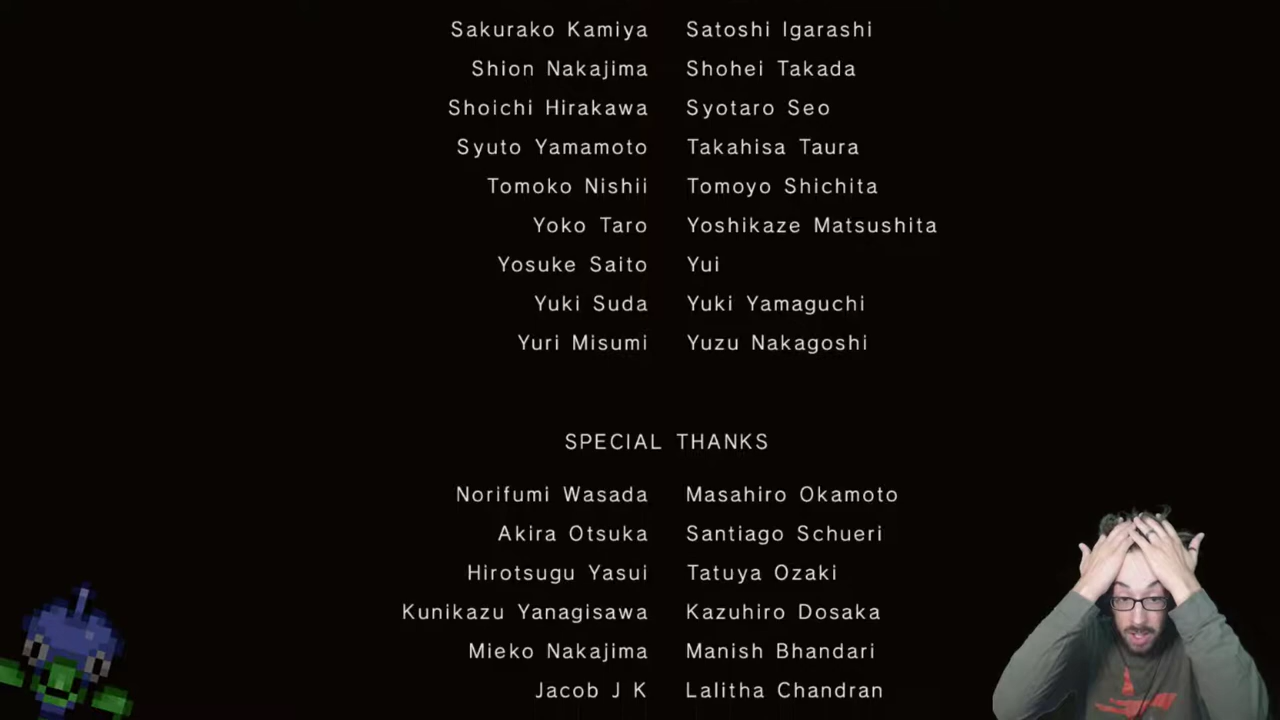 Sakurako Kamiya Satoshi Igarashi
Shion Nakajima Shohei Takada
Shoichi Hirakawa Syotaro Seo
Syuto Yamamoto Takahisa Taura
Tomoko Nishii Tomoyo Shichita
Yoko Taro Yoshikaze Matsushita
Yosuke Saito Yui
Yuki Suda Yuki Yamaguchi
Yuri Misumi Yuzu Nakagoshi
SPECIAL THANKS
Norifumi Wasada Masahiro Okamoto
Akira Otsuka Santiago Schueri
Hirotsugu Yasui Tatuya Ozaki
Kunikazu Yanagisawa Kazuhiro Dosaka
Mieko Nakajima Manish Bhandari
Jacob J K Lalitha Chandran